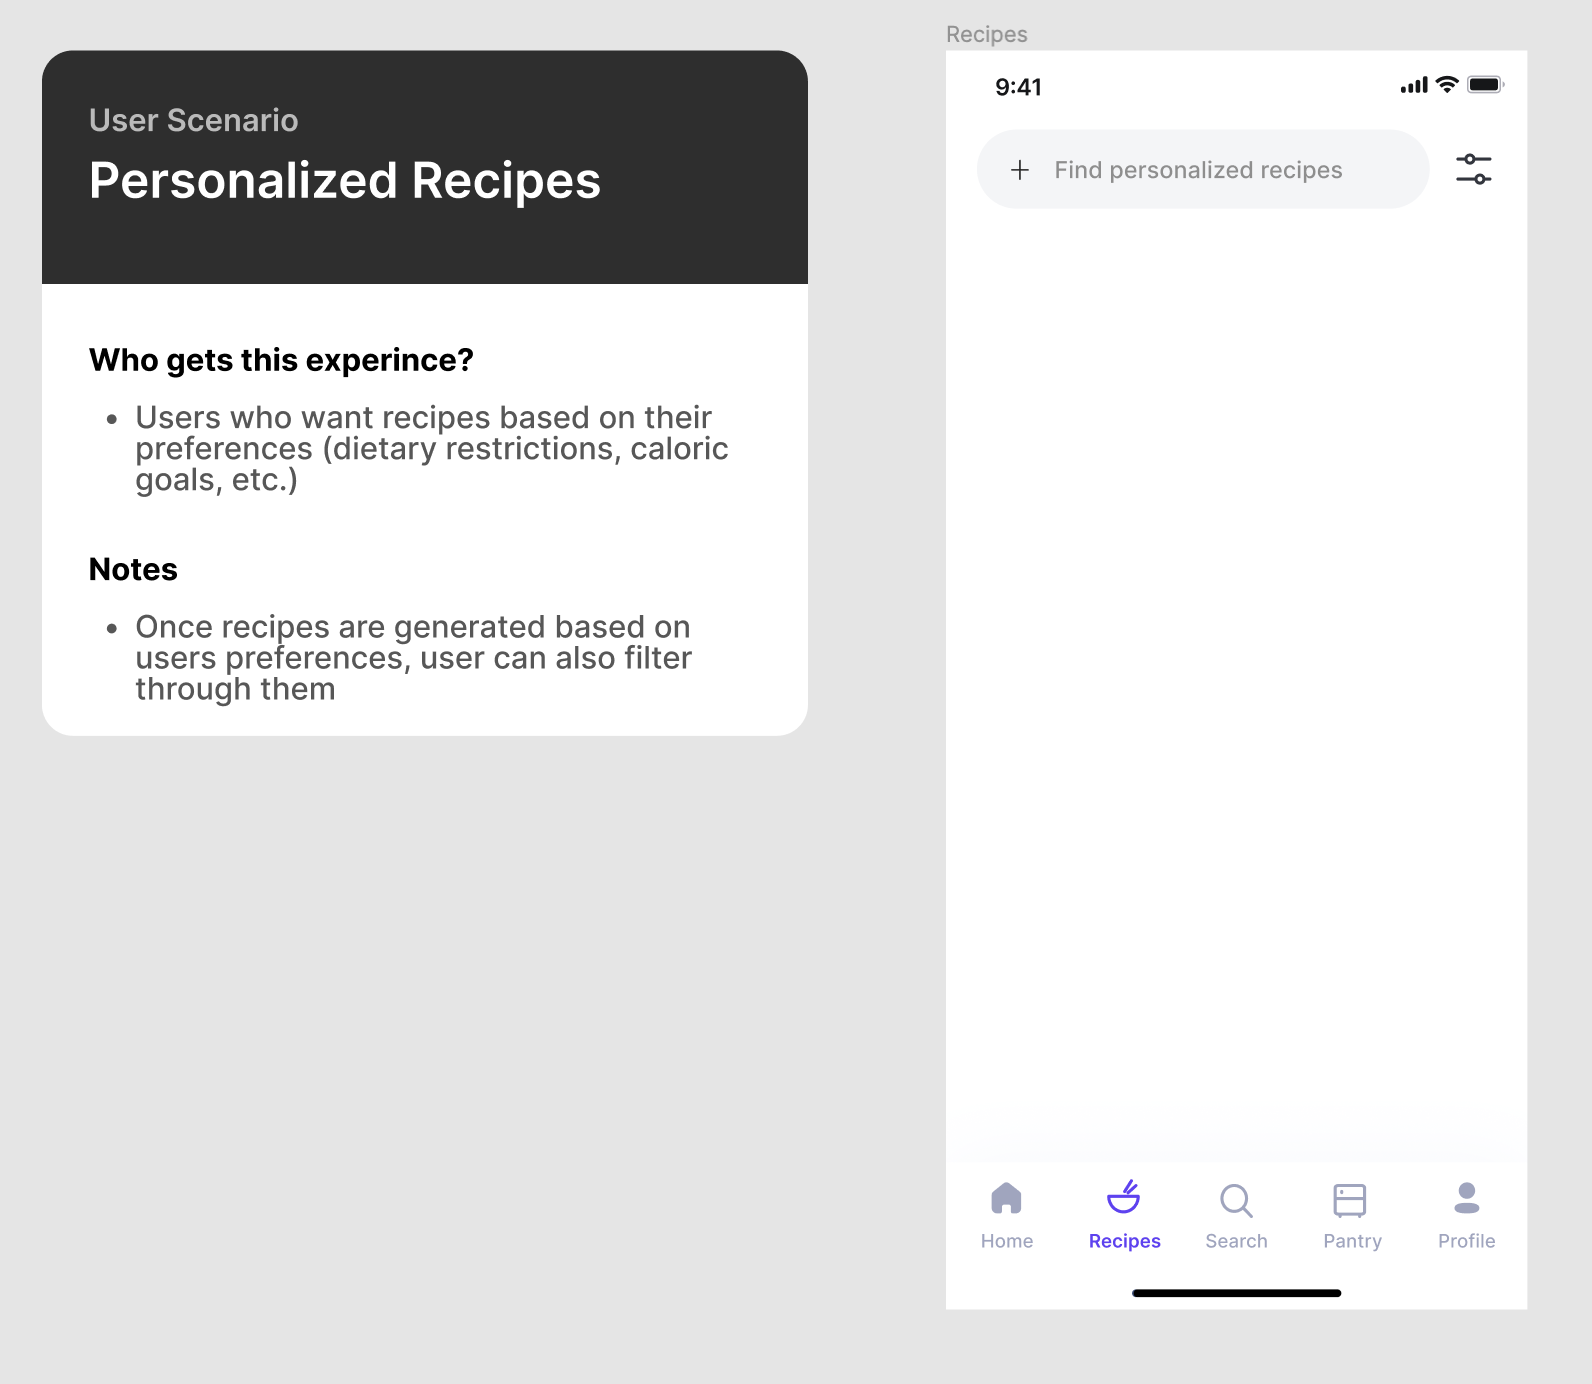 User Scenario
Personalized Recipes
Who gets this experince?
• Users who want recipes based on their
preferences (dietary restrictions, caloric
goals, etc.)
Notes
• Once recipes are generated based on
users preferences, user can also filter
through them
Recipes
9:41
+ Find personalized recipes
Home Recipes Search Pantry Profile